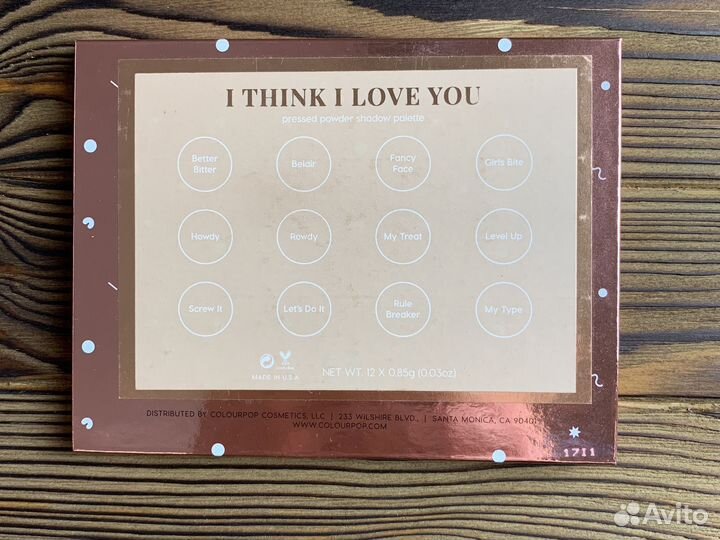 I THINK I LOVE YOU
pressed powder shadow palette
Better Bitter
Belair
Fancy Face
Girls Bite
Howdy
Rowdy
My Treat
Level Up
Screw It
Let's Do It
Rule Breaker
My Type
MADE IN U.S.A
NET WT. 12 X 0.85g (0.03oz)
DISTRIBUTED BY COLOURPOP COSMETICS, LLC | 233 WILSHIRE BLVD., | SANTA MONICA, CA 90401
WWW.COLOURPOP.COM
1711
Avito